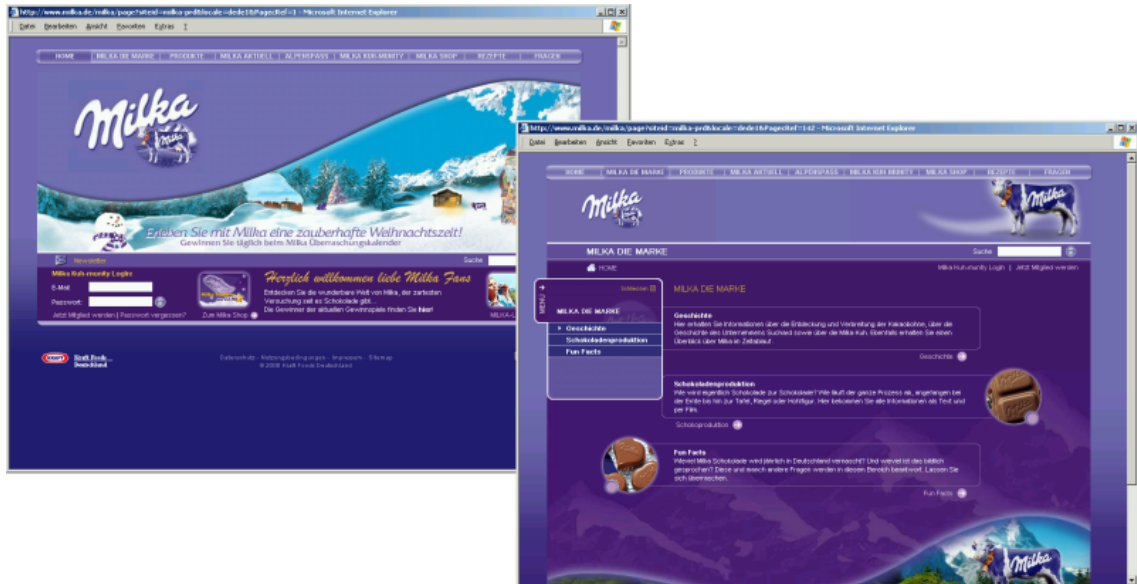 http://www.milka.de/milka/page?siteid=milka-prd&locale=dede1&PagecRef=1 - Microsoft Internet Explorer
Datei Bearbeiten Ansicht Favoriten Extras ?
HOME | MILKA DIE MARKE | PRODUKTE | MILKA AKTUELL | ALPENSPASS | MILKA KUH-MUNITY | MILKA SHOP | REZEPTE | FRAGEN
Milka
Milka
Erleben Sie mit Milka eine zauberhafte Weihnachtszeit!
Gewinnen Sie täglich beim Milka Überraschungskalender
Newsletter
Suche
Milka Kuh-munity Login
E-Mail:
Passwort:
Jetzt Mitglied werden | Passwort vergessen?
Zum Milka Shop
Herzlich willkommen liebe Milka Fans
Entdecken Sie die wunderbare Welt von Milka, der zartesten
Versuchung seit es Schokolade gibt...
Die Gewinner der aktuellen Gewinnspiele finden Sie hier!
MILKA-L
KRAFT
Kraft Foods
Deutschland
Datenschutz - Nutzungsbedingungen - Impressum - Sitemap
Kraft Foods Deutschland
http://www.milka.de/milka/page?siteid=milka-prd&locale=dede1&PagecRef=142 - Microsoft Internet Explorer
Datei Bearbeiten Ansicht Favoriten Extras ?
HOME | MILKA DIE MARKE | PRODUKTE | MILKA AKTUELL | ALPENSPASS | MILKA KUH-MUNITY | MILKA SHOP | REZEPTE | FRAGEN
Milka
Milka
MILKA DIE MARKE
Suche
HOME
Milka Kuh-munity Login | Jetzt Mitglied werden
MENU
Schliessen
MILKA DIE MARKE
Geschichte
Schokoladenproduktion
Fun Facts
MILKA DIE MARKE
Geschichte
Hier erhalten Sie Informationen über die Entdeckung und Verbreitung der Kakaobohne, über die
Geschichte des Unternehmens Suchard sowie über die Milka Kuh. Ebenfalls erhalten Sie einen
Überblick über Milka im Zeitablauf.
Geschichte
Schokoladenproduktion
Wie wird eigentlich Schokolade zur Schokolade? Wie läuft der ganze Prozess ab, angefangen bei
der Ernte bis hin zur Tafel, Riegel oder Hohlfigur. Hier bekommen Sie alle Informationen als Text und
per Film.
Schokoproduktion
Fun Facts
Wieviel Milka Schokolade wird jährlich in Deutschland vernascht? Und wieviel ist das bildlich
gesprochen? Diese und manch andere Fragen werden in diesem Bereich beantwort. Lassen Sie
sich überraschen.
Fun Facts
Milka